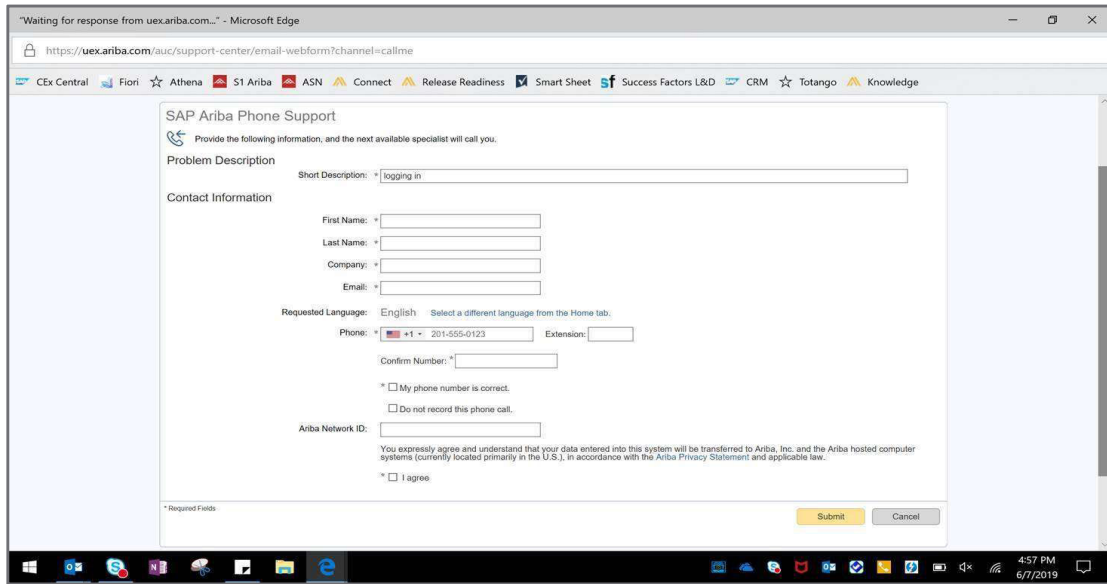 "Waiting for response from uex.ariba.com..." - Microsoft Edge
https://uex.ariba.com/auc/support-center/email-webform?channel=callme
CEx Central Fiori Athena S1 Ariba ASN Connect Release Readiness Smart Sheet Success Factors L&D CRM Totango Knowledge
SAP Ariba Phone Support
Provide the following information, and the next available specialist will call you.
Problem Description
Short Description: * logging in
Contact Information
First Name: *
Last Name: *
Company: *
Email: *
Requested Language: English Select a different language from the Home tab.
Phone: * +1 201-555-0123 Extension:
Confirm Number: *
* My phone number is correct.
Do not record this phone call.
Ariba Network ID:
You expressly agree and understand that your data entered into this system will be transferred to Ariba, Inc. and the Ariba hosted computer
systems (currently located primarily in the U.S.), in accordance with the Ariba Privacy Statement and applicable law.
* I agree
* Required Fields
Submit Cancel
4:57 PM
6/7/2019